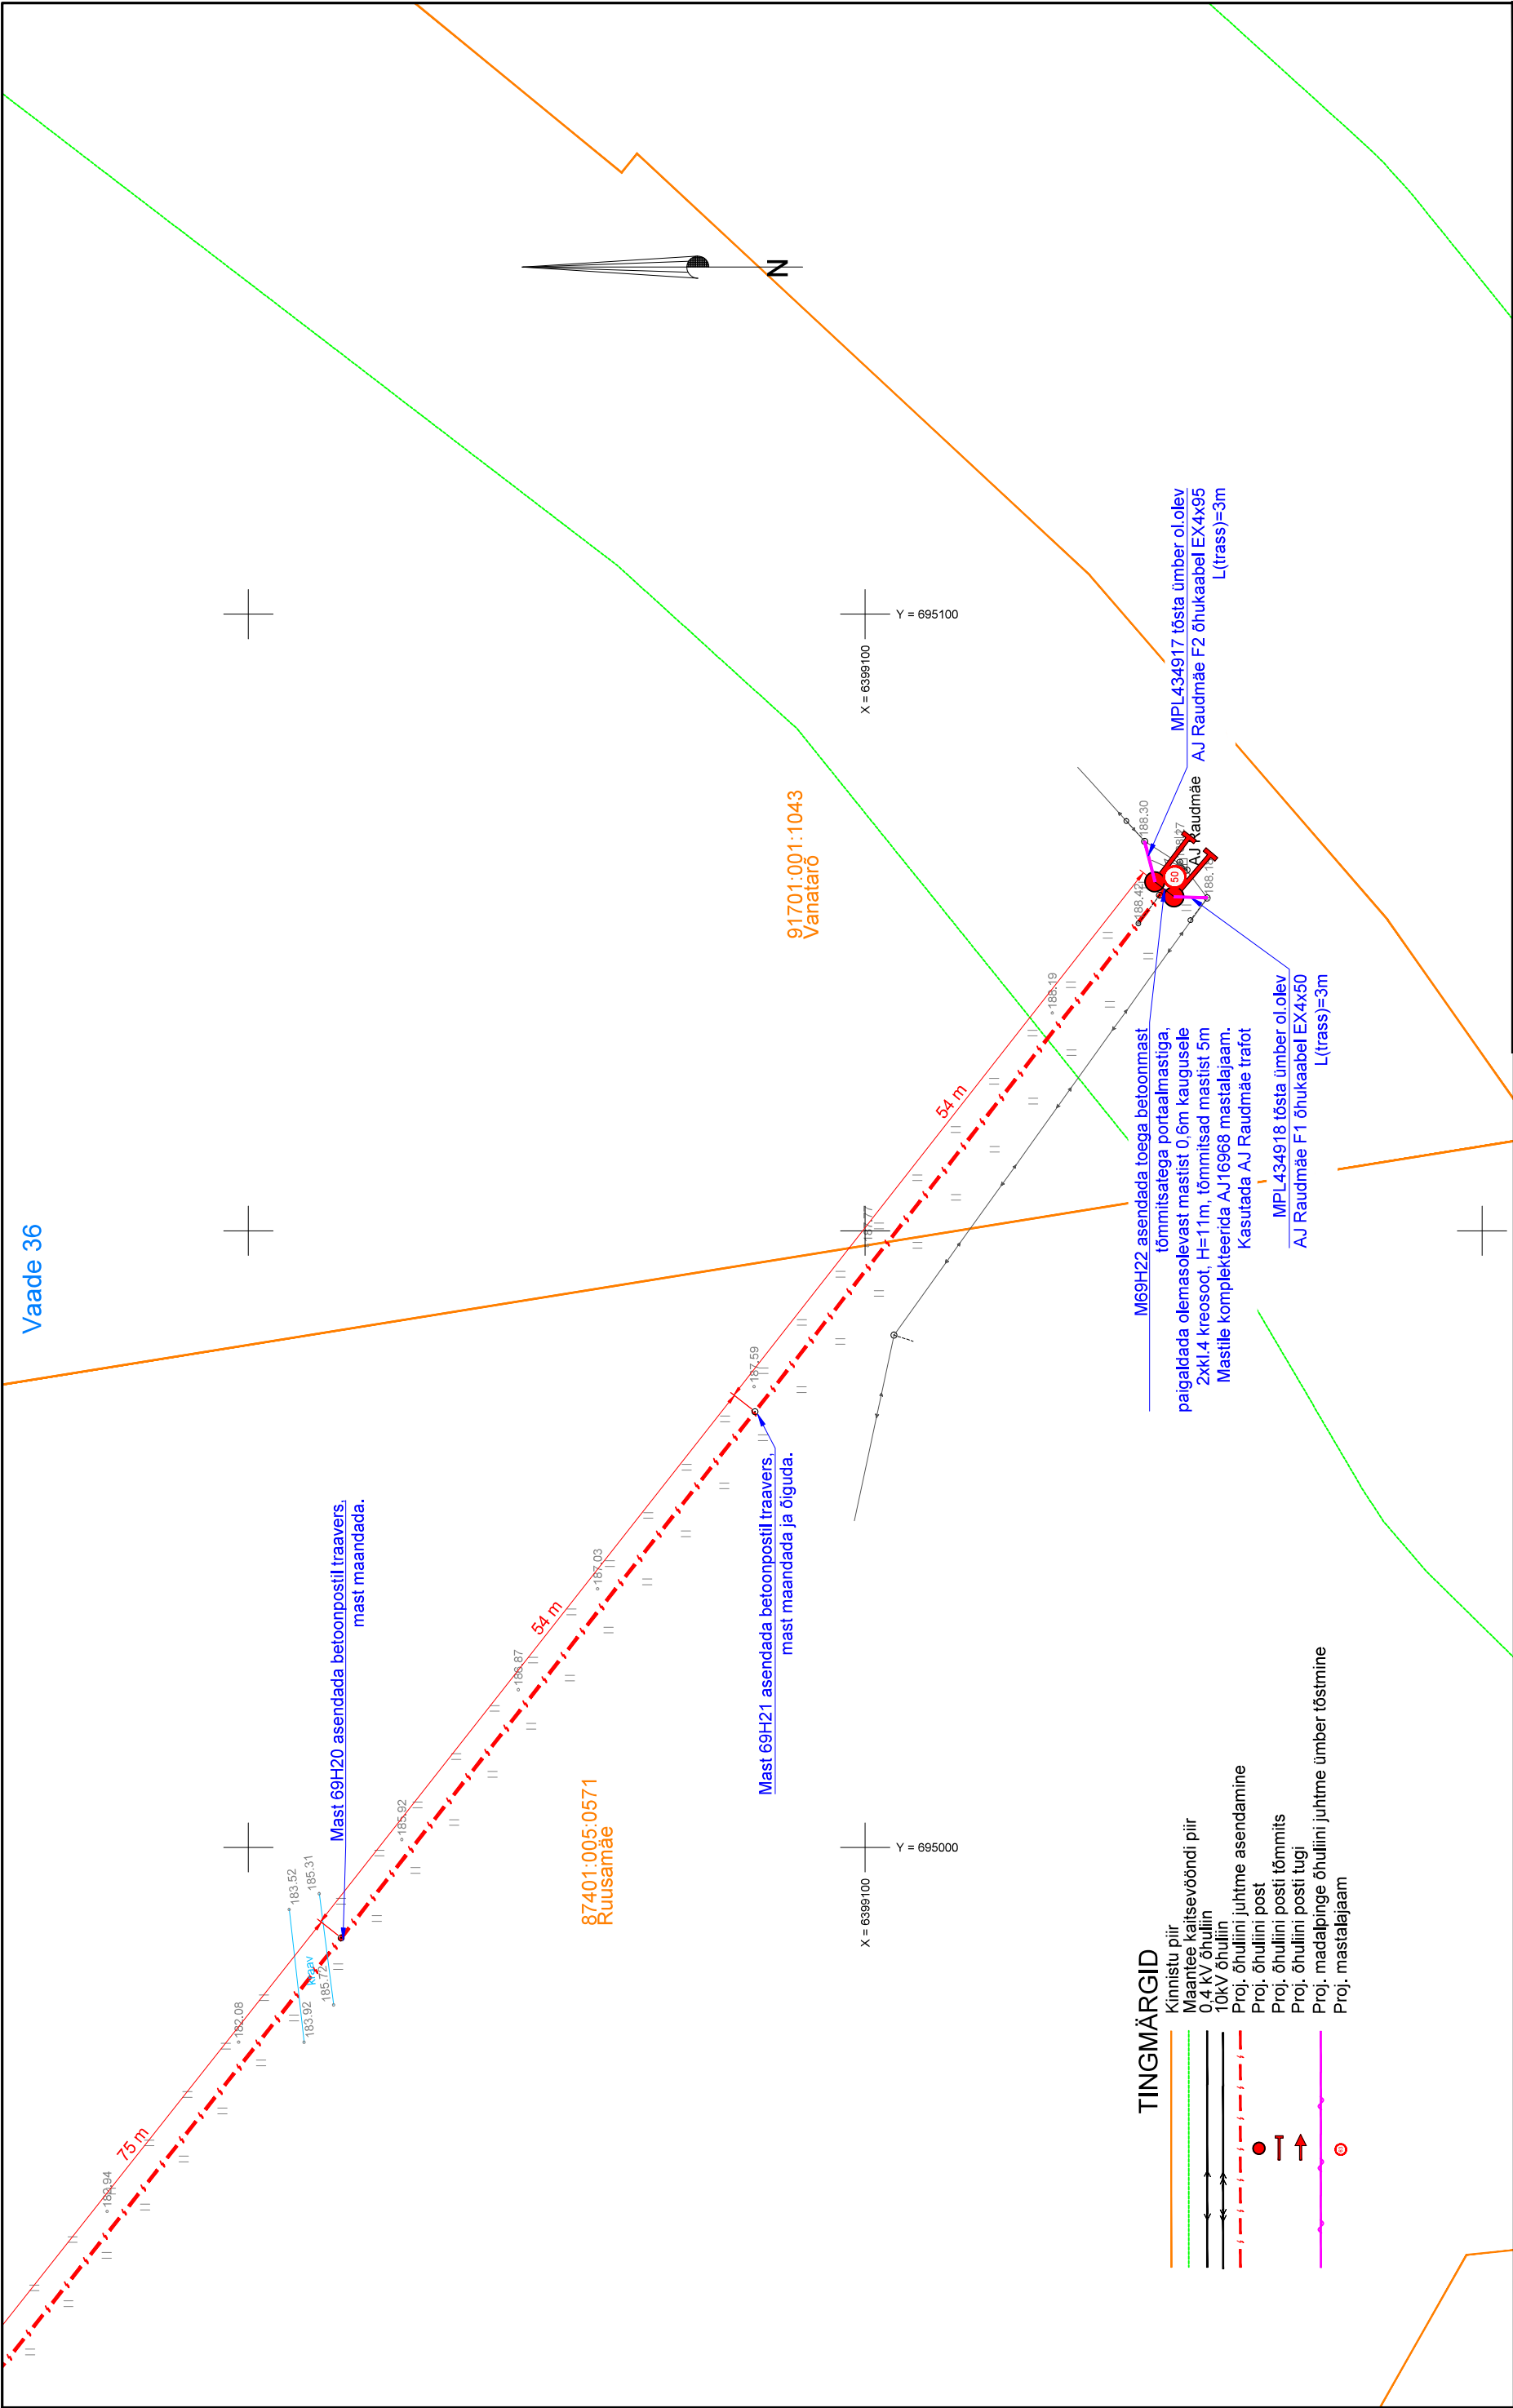 Vaade 36
N
Y = 695100
X = 6399100
91701:001:1043
Vanatarõ
MPL434917 tõsta ümber ol.olev
AJ Raudmäe F2 õhukaabel EX4x95
L(trass)=3m
AJ Raudmäe
188.30
188.42
188.19
50
54 m
M69H22 asendada toega betoonmast
tõmmitsatega portaalmastiga,
paigaldada olemasolevast mastist 0,6m kaugusele
2xkl.4 kreosoot, H=11m, tõmmitsad mastist 5m
Mastile komplekteerida AJ16968 mastalajaam.
Kasutada AJ Raudmäe trafot
MPL434918 tõsta ümber ol.olev
AJ Raudmäe F1 õhukaabel EX4x50
L(trass)=3m
187.77
187.59
Mast 69H21 asendada betoonpostil traavers,
mast maandada ja õiguda.
187.03
54 m
186.87
Mast 69H20 asendada betoonpostil traavers,
mast maandada.
185.92
87401:005:0571
Ruusamäe
Y = 695000
X = 6399100
183.52
185.31
kraav
185.72
183.92
182.08
75 m
TINGMÄRGID
Kinnistu piir
Maantee kaitsevööndi piir
0,4 kV õhuliin
10kV õhuliin
Proj. õhuliini juhtme asendamine
Proj. õhuliini post
Proj. õhuliini posti tõmmits
Proj. õhuliini posti tugi
Proj. madalpinge õhuliini juhtme ümber tõstmine
Proj. mastalajaam